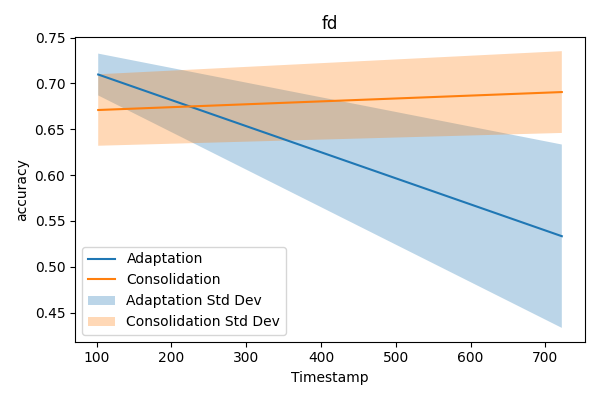 fd
0.75
0.70
0.65
0.60
0.55
0.50
0.45
accuracy
Adaptation
Consolidation
Adaptation Std Dev
Consolidation Std Dev
100
200
300
400
500
600
700
Timestamp